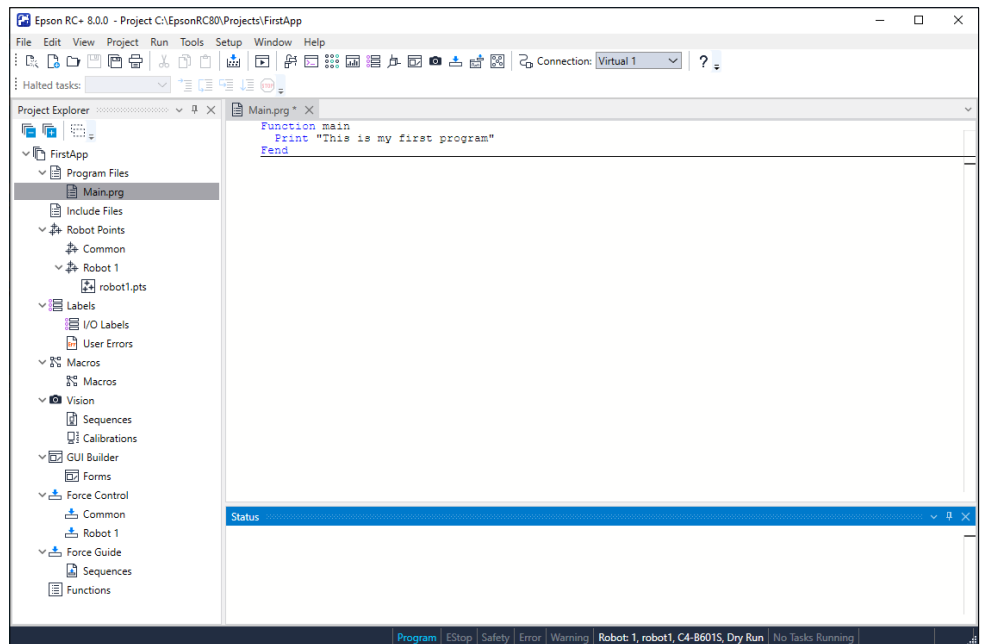 Epson RC+ 8.0.0 - Project C:\EpsonRC80\Projects\FirstApp
File Edit View Project Run Tools Setup Window Help
Connection: Virtual 1
?
Halted tasks:
Project Explorer
Main.prg *
Function main
Print "This is my first program"
Fend
FirstApp
Program Files
Main.prg
Include Files
Robot Points
Common
Robot 1
robot1.pts
Labels
I/O Labels
User Errors
Macros
Macros
Vision
Sequences
Calibrations
GUI Builder
Forms
Force Control
Common
Robot 1
Force Guide
Sequences
Functions
Status
Program EStop Safety Error Warning Robot: 1, robot1, C4-B601S, Dry Run No Tasks Running